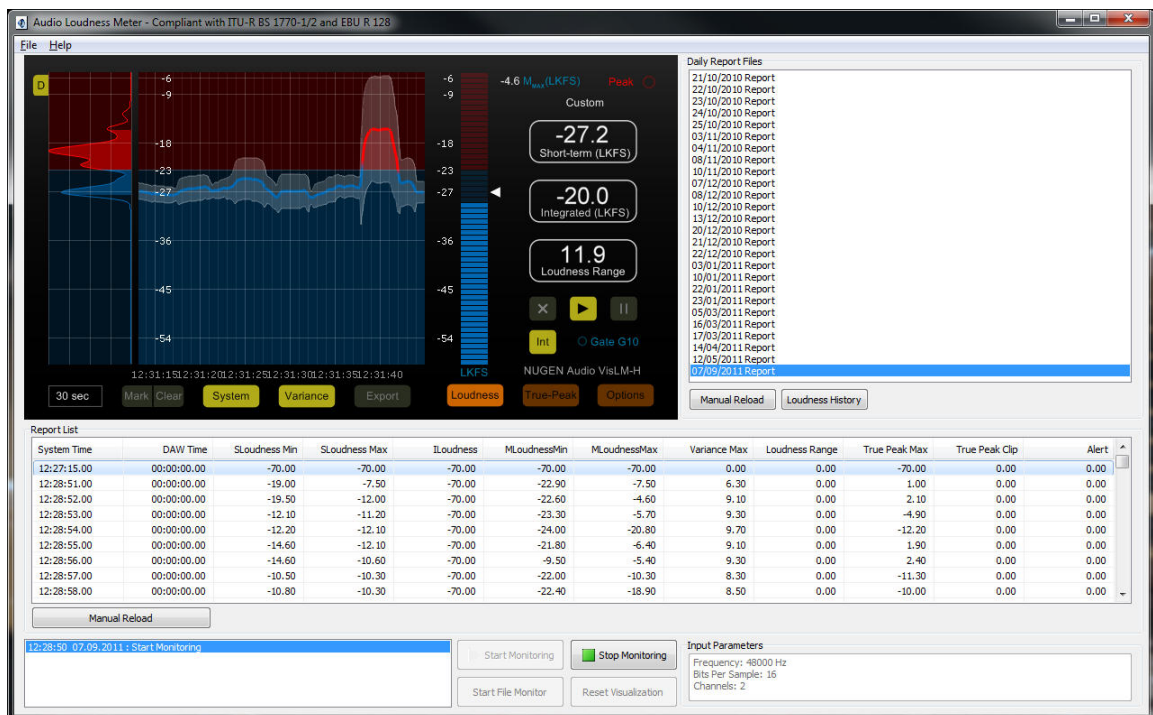 Audio Loudness Meter - Compliant with ITU-R BS 1770-1/2 and EBU R 128
File Help
D
-6
-9
-18
-23
-27
-36
-45
-54
12:31:15 12:31:20 12:31:25 12:31:30 12:31:35 12:31:40
-6
-9
-18
-23
-27
-36
-45
-54
LKFS
-4.6 MMAX(LKFS) Peak
Custom
-27.2
Short-term (LKFS)
-20.0
Integrated (LKFS)
11.9
Loudness Range
Int Gate G10
NUGEN Audio VisLM-H
30 sec Mark Clear System Variance Export Loudness True-Peak Options
Daily Report Files
21/10/2010 Report
22/10/2010 Report
23/10/2010 Report
24/10/2010 Report
25/10/2010 Report
03/11/2010 Report
04/11/2010 Report
08/11/2010 Report
10/11/2010 Report
07/12/2010 Report
08/12/2010 Report
10/12/2010 Report
13/12/2010 Report
20/12/2010 Report
21/12/2010 Report
22/12/2010 Report
03/01/2011 Report
10/01/2011 Report
22/01/2011 Report
23/01/2011 Report
05/03/2011 Report
16/03/2011 Report
17/03/2011 Report
14/04/2011 Report
12/05/2011 Report
07/09/2011 Report
Manual Reload Loudness History
Report List
System Time DAW Time SLoudness Min SLoudness Max ILoudness MLoudnessMin MLoudnessMax Variance Max Loudness Range True Peak Max True Peak Clip Alert
12:27:15.00 00:00:00.00 -70.00 -70.00 -70.00 -70.00 -70.00 0.00 0.00 -70.00 0.00 0.00
12:28:51.00 00:00:00.00 -19.00 -7.50 -70.00 -22.90 -7.50 6.30 0.00 1.00 0.00 0.00
12:28:52.00 00:00:00.00 -19.50 -12.00 -70.00 -22.60 -4.60 9.10 0.00 2.10 0.00 0.00
12:28:53.00 00:00:00.00 -12.10 -11.20 -70.00 -23.30 -5.70 9.30 0.00 -4.90 0.00 0.00
12:28:54.00 00:00:00.00 -12.20 -12.10 -70.00 -24.00 -20.80 9.70 0.00 -12.20 0.00 0.00
12:28:55.00 00:00:00.00 -14.60 -12.10 -70.00 -21.80 -6.40 9.10 0.00 1.90 0.00 0.00
12:28:56.00 00:00:00.00 -14.60 -10.60 -70.00 -9.50 -5.40 9.30 0.00 2.40 0.00 0.00
12:28:57.00 00:00:00.00 -10.50 -10.30 -70.00 -22.00 -10.30 8.30 0.00 -11.30 0.00 0.00
12:28:58.00 00:00:00.00 -10.80 -10.30 -70.00 -22.40 -18.90 8.50 0.00 -10.00 0.00 0.00
Manual Reload
12:28:50 07.09.2011 : Start Monitoring
Start Monitoring Stop Monitoring
Start File Monitor Reset Visualization
Input Parameters
Frequency: 48000 Hz
Bits Per Sample: 16
Channels: 2